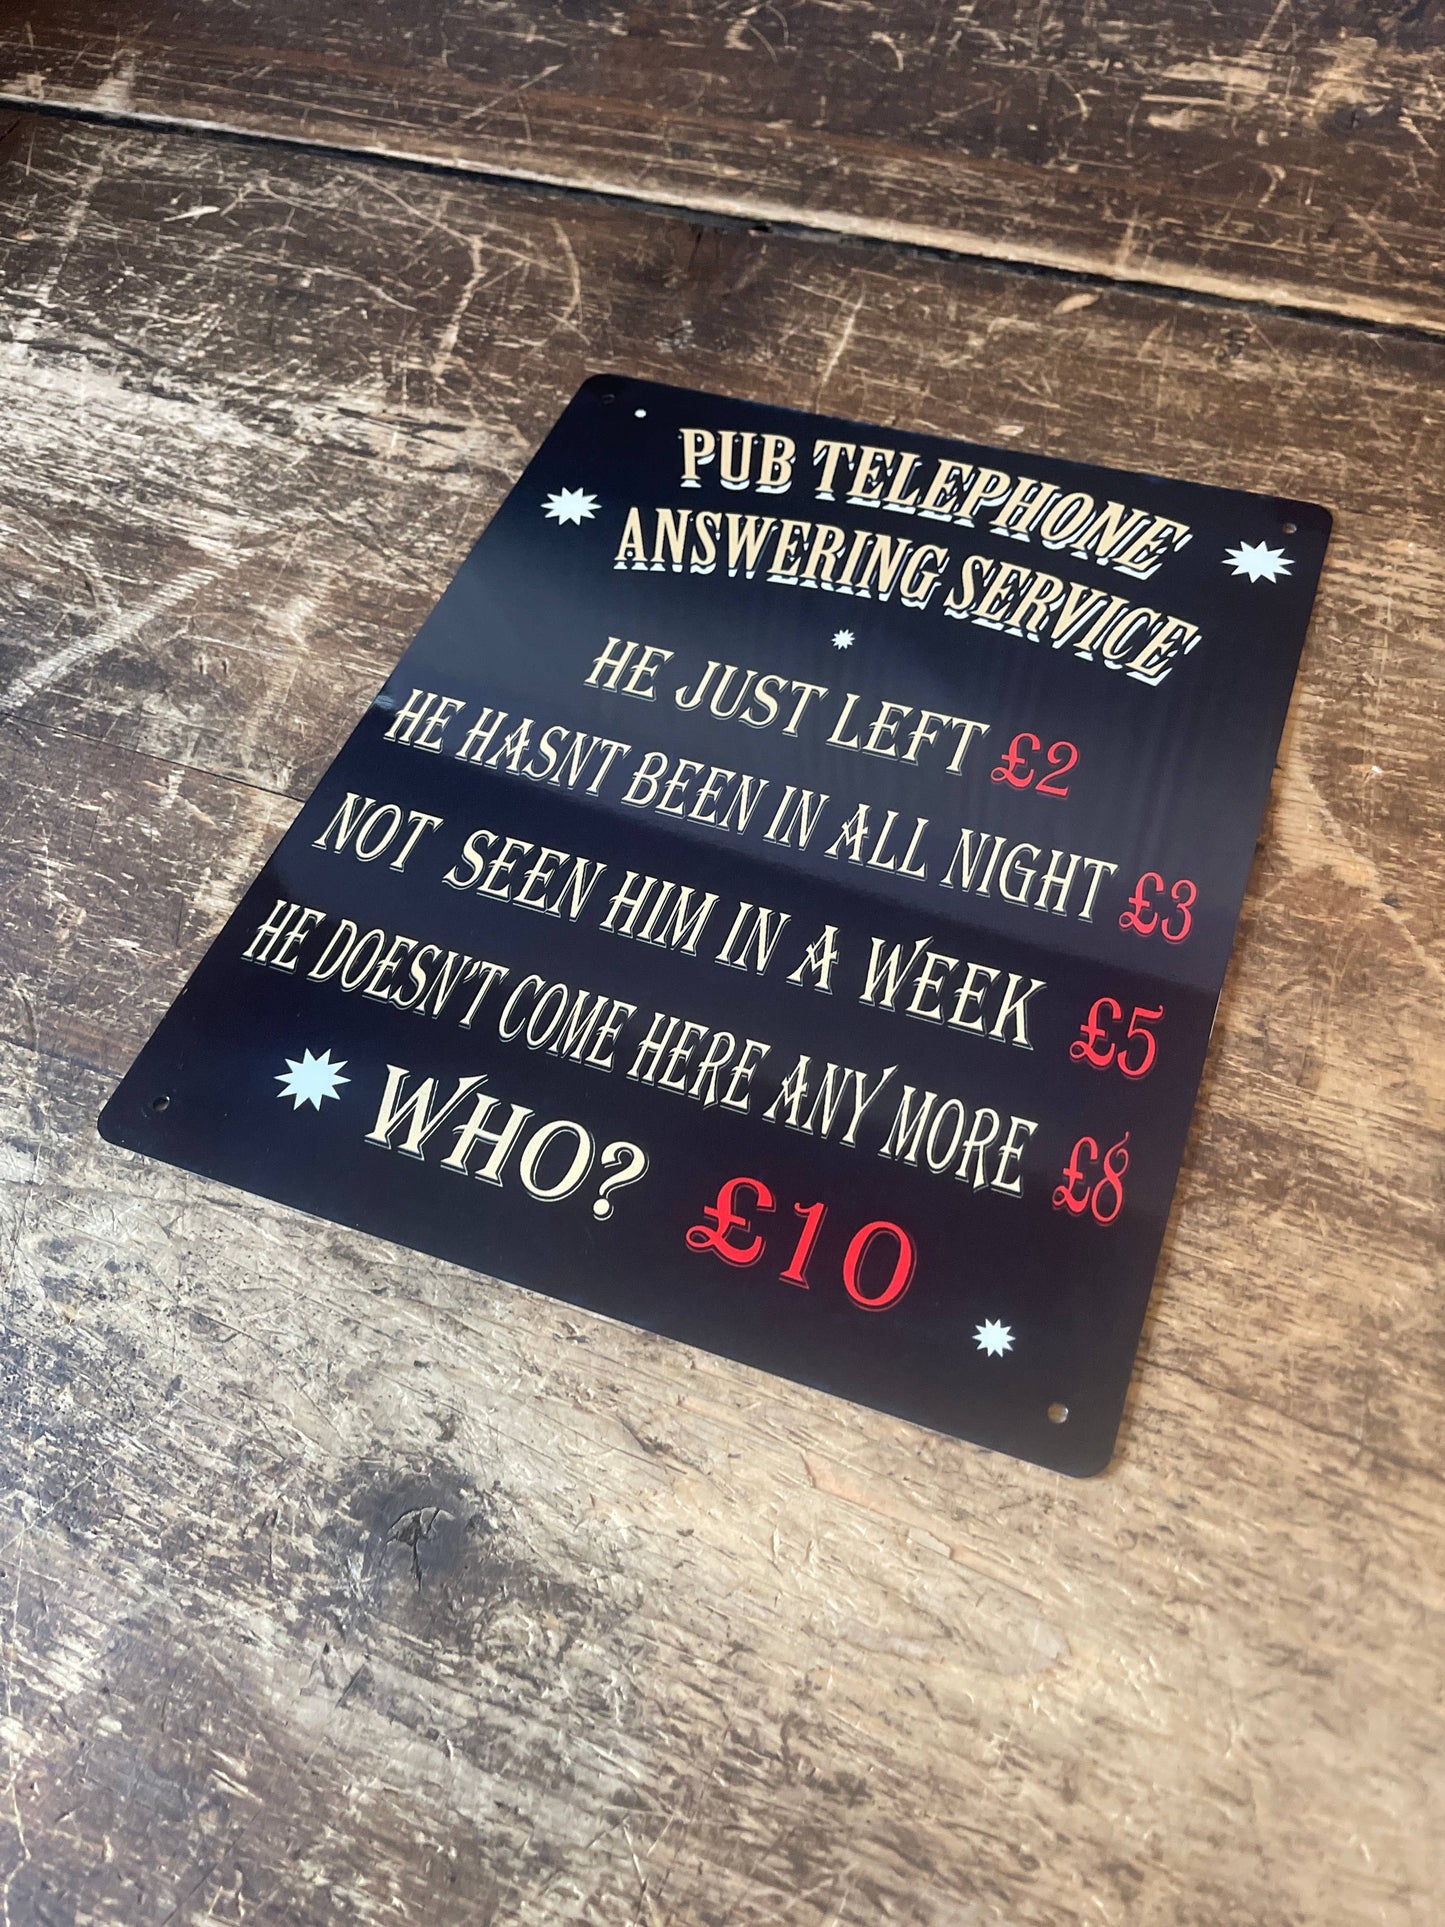 PUB TELEPHONE
ANSWERING SERVICE
HE JUST LEFT £2
HE HASNT BEEN IN ALL NIGHT £3
NOT SEEN HIM IN A WEEK £5
HE DOESN'T COME HERE ANY MORE £8
WHO? £10